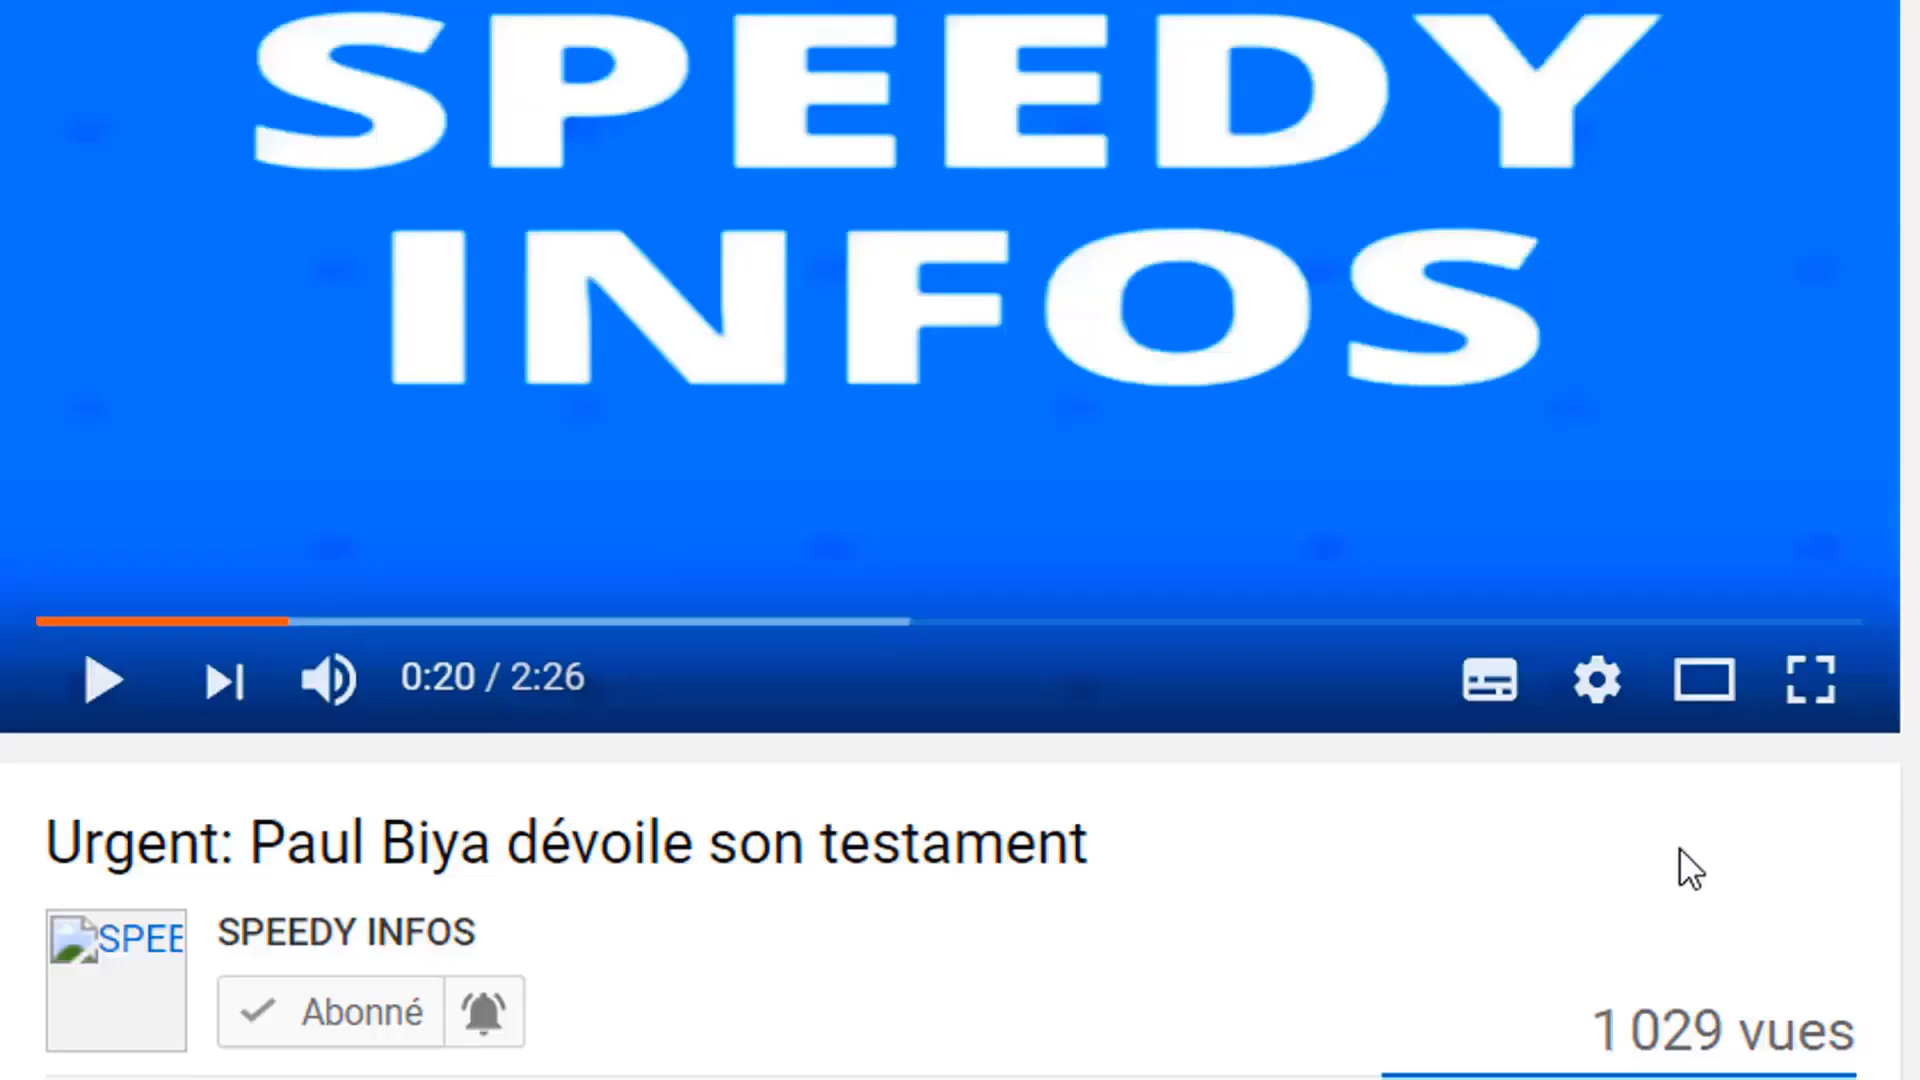 SPEEDY
INFOS
0:20 / 2:26
Urgent: Paul Biya dévoile son testament
SPEE
SPEEDY INFOS
Abonné
1 029 vues